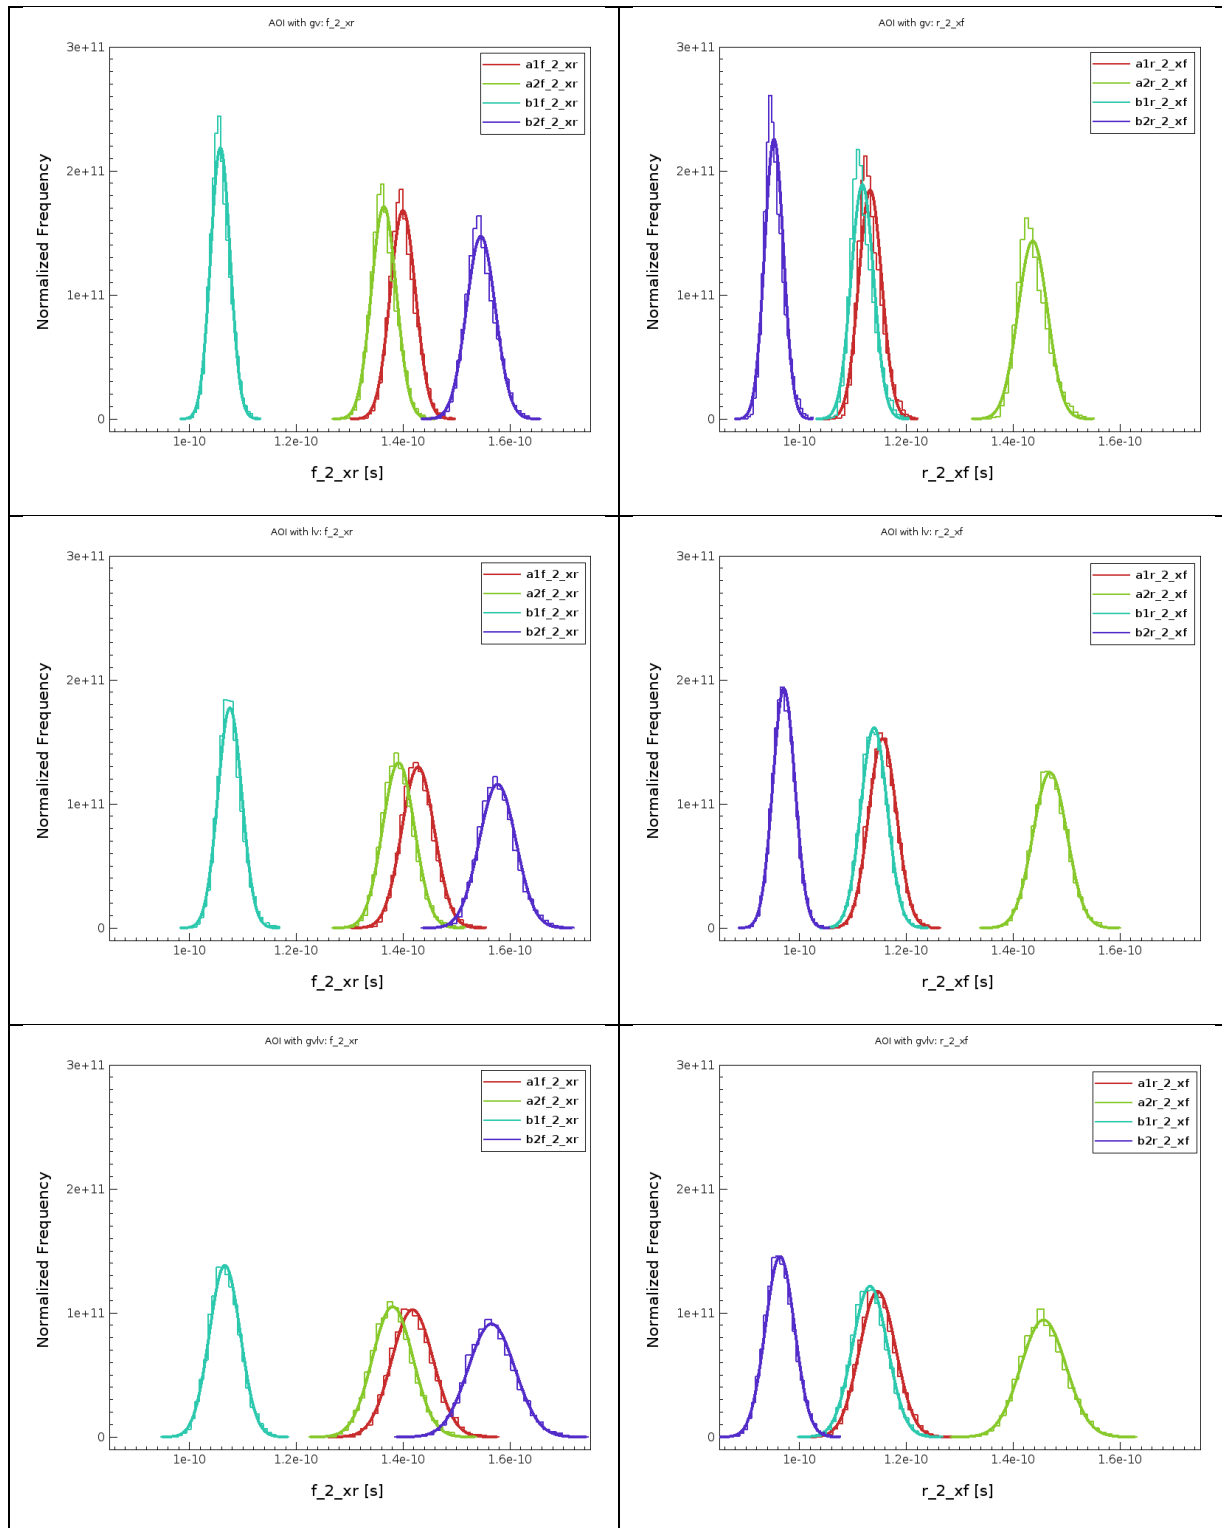 AOI with gv: f_2_xr
3e+11
2e+11
1e+11
0
Normalized Frequency
a1f_2_xr
a2f_2_xr
b1f_2_xr
b2f_2_xr
1e-10 1.2e-10 1.4e-10 1.6e-10
f_2_xr [s]
AOI with gv: r_2_xf
3e+11
2e+11
1e+11
0
Normalized Frequency
a1r_2_xf
a2r_2_xf
b1r_2_xf
b2r_2_xf
1e-10 1.2e-10 1.4e-10 1.6e-10
r_2_xf [s]
AOI with lv: f_2_xr
3e+11
2e+11
1e+11
0
Normalized Frequency
a1f_2_xr
a2f_2_xr
b1f_2_xr
b2f_2_xr
1e-10 1.2e-10 1.4e-10 1.6e-10
f_2_xr [s]
AOI with lv: r_2_xf
3e+11
2e+11
1e+11
0
Normalized Frequency
a1r_2_xf
a2r_2_xf
b1r_2_xf
b2r_2_xf
1e-10 1.2e-10 1.4e-10 1.6e-10
r_2_xf [s]
AOI with gvlv: f_2_xr
3e+11
2e+11
1e+11
0
Normalized Frequency
a1f_2_xr
a2f_2_xr
b1f_2_xr
b2f_2_xr
1e-10 1.2e-10 1.4e-10 1.6e-10
f_2_xr [s]
AOI with gvlv: r_2_xf
3e+11
2e+11
1e+11
0
Normalized Frequency
a1r_2_xf
a2r_2_xf
b1r_2_xf
b2r_2_xf
1e-10 1.2e-10 1.4e-10 1.6e-10
r_2_xf [s]